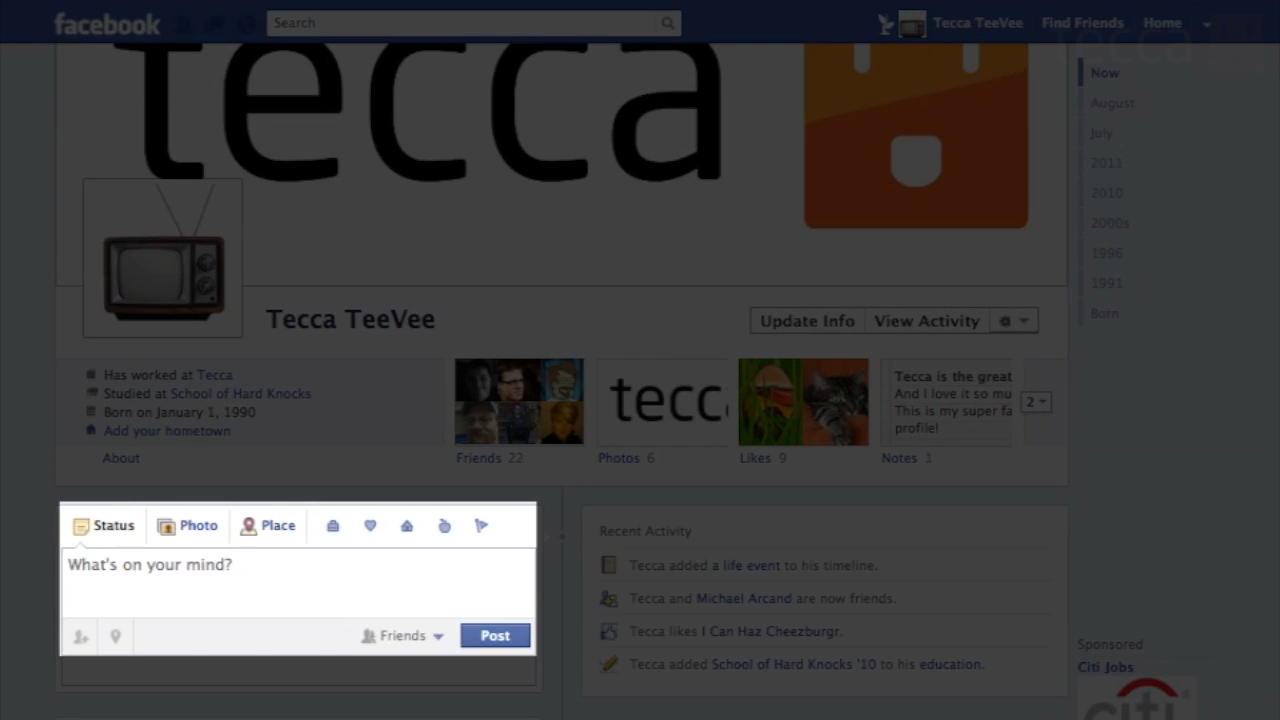 facebook
Search
Tecca TeeVee
Find Friends
Home
tecca
tecca
Now
August
July
2011
2010
2000s
1996
1991
Born
Tecca TeeVee
Update Info
View Activity
Has worked at Tecca
Studied at School of Hard Knocks
Born on January 1, 1990
Add your hometown
About
tecc
Tecca is the great
And I love it so mu
This is my super fa
profile!
2
Friends 22
Photos 6
Likes 9
Notes 1
Status
Photo
Place
What's on your mind?
Friends
Post
Recent Activity
Tecca added a life event to his timeline.
Tecca and Michael Arcand are now friends.
Tecca likes I Can Haz Cheezburgr.
Tecca added School of Hard Knocks '10 to his education.
Sponsored
Citi Jobs
citi